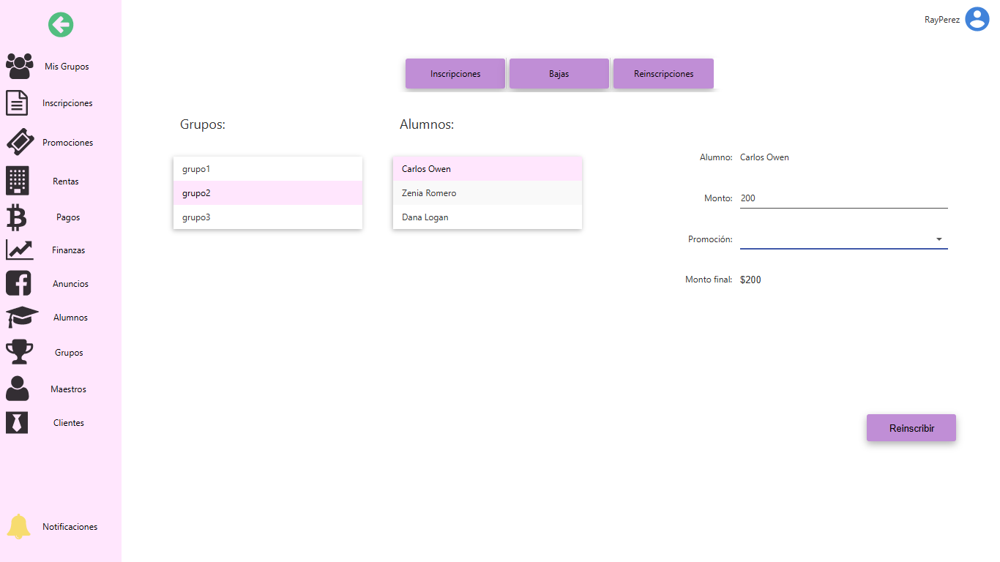 RayPerez
Mis Grupos
Inscripciones
Promociones
Rentas
Pagos
Finanzas
Anuncios
Alumnos
Grupos
Maestros
Clientes
Notificaciones
Inscripciones
Bajas
Reinscripciones
Grupos:
grupo1
grupo2
grupo3
Alumnos:
Carlos Owen
Zenia Romero
Dana Logan
Alumno: Carlos Owen
Monto: 200
Promoción:
Monto final: $200
Reinscribir